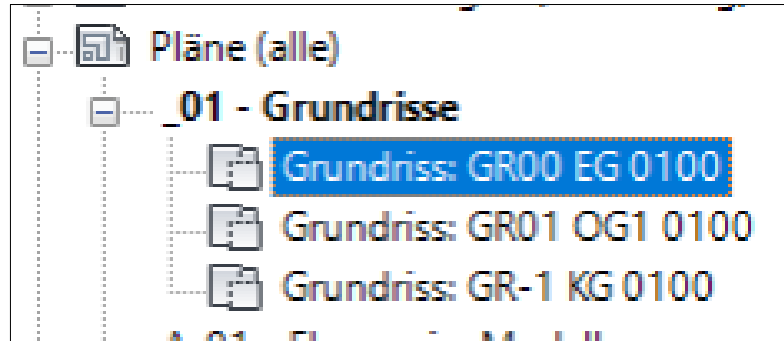 Pläne (alle)
_01 - Grundrisse
Grundriss: GR00 EG 0100
Grundriss: GR01 OG1 0100
Grundriss: GR-1 KG 0100